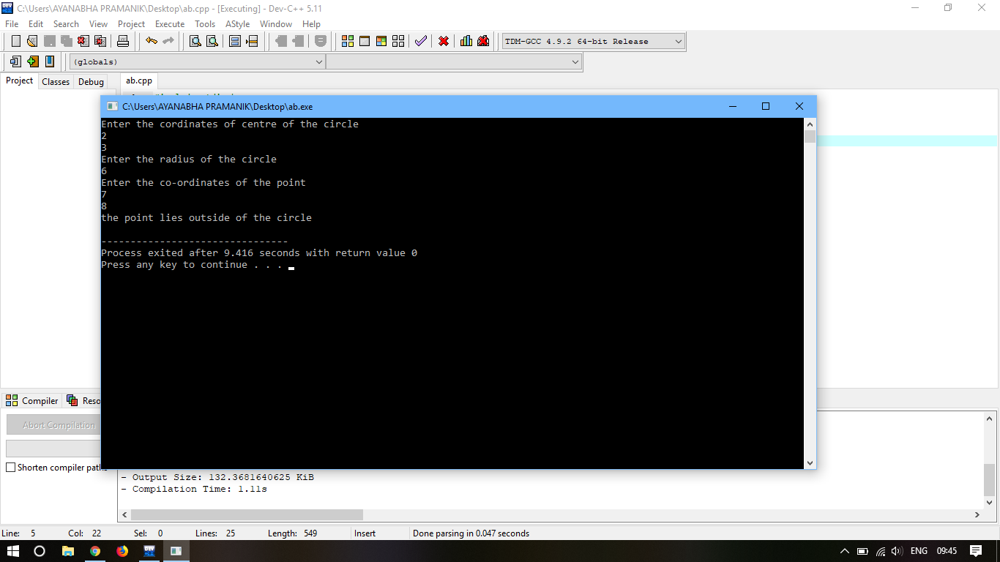 C:\Users\AYANABHA PRAMANIK\Desktop\ab.cpp - [Executing] - Dev-C++ 5.11
File Edit Search View Project Execute Tools AStyle Window Help
TDM-GCC 4.9.2 64-bit Release
(globals)
Project Classes Debug
ab.cpp
C:\Users\AYANABHA PRAMANIK\Desktop\ab.exe
Enter the cordinates of centre of the circle
2
3
Enter the radius of the circle
6
Enter the co-ordinates of the point
7
8
the point lies outside of the circle
--------------------------------
Process exited after 9.416 seconds with return value 0
Press any key to continue . . .
Compiler Reso
Abort Compilation
Shorten compiler paths
- Output Size: 132.3681640625 KiB
- Compilation Time: 1.11s
Line: 5 Col: 22 Sel: 0 Lines: 25 Length: 549 Insert Done parsing in 0.047 seconds
DEV ENG 09:45